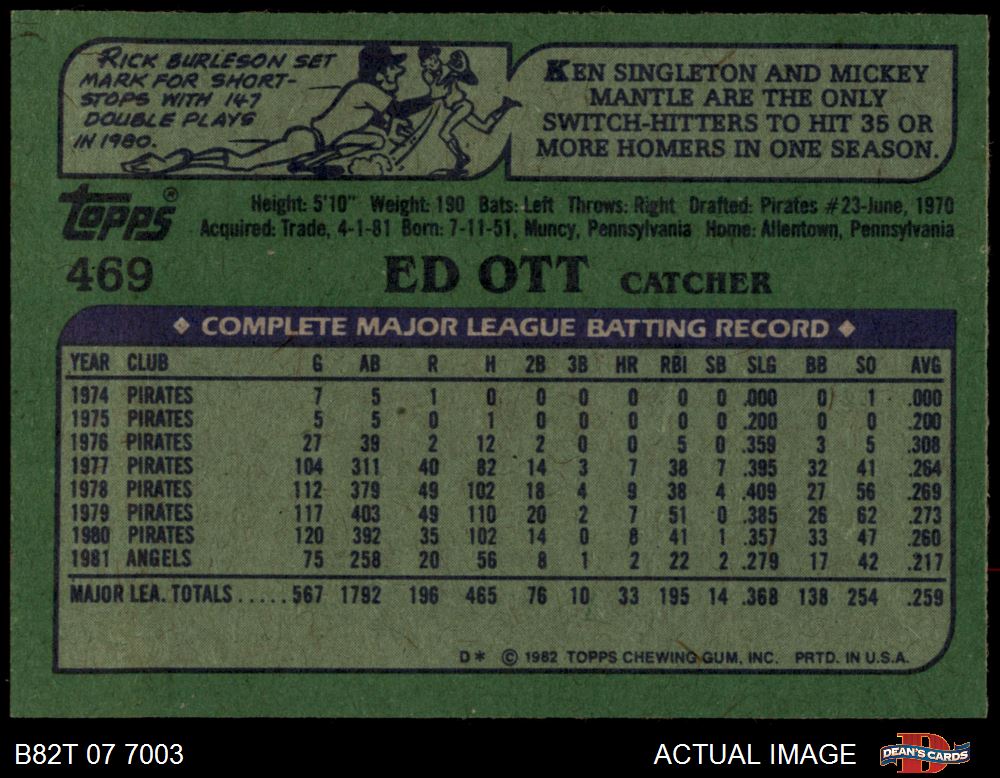 RICK BURLESON SET
MARK FOR SHORT-
STOPS WITH 147
DOUBLE PLAYS
IN 1980.
KEN SINGLETON AND MICKEY
MANTLE ARE THE ONLY
SWITCH-HITTERS TO HIT 35 OR
MORE HOMERS IN ONE SEASON.
TOPPS®
Height: 5'10" Weight: 190 Bats: Left Throws: Right Drafted: Pirates #23-June, 1970
Acquired: Trade, 4-1-81 Born: 7-11-51, Muncy, Pennsylvania Home: Allentown, Pennsylvania
469 ED OTT CATCHER
◆ COMPLETE MAJOR LEAGUE BATTING RECORD ◆
YEAR CLUB G AB R H 2B 3B HR RBI SB SLG BB SO AVG
1974 PIRATES 7 5 1 0 0 0 0 0 0 .000 0 1 .000
1975 PIRATES 5 5 0 1 0 0 0 0 0 .200 0 0 .200
1976 PIRATES 27 39 2 12 2 0 0 5 0 .359 3 5 .308
1977 PIRATES 104 311 40 82 14 3 7 38 7 .395 32 41 .264
1978 PIRATES 112 379 49 102 18 4 9 38 4 .409 27 56 .269
1979 PIRATES 117 403 49 110 20 2 7 51 0 .385 26 62 .273
1980 PIRATES 120 392 35 102 14 0 8 41 1 .357 33 47 .260
1981 ANGELS 75 258 20 56 8 1 2 22 2 .279 17 42 .217
MAJOR LEA. TOTALS.....567 1792 196 465 76 10 33 195 14 .368 138 254 .259
D* © 1982 TOPPS CHEWING GUM, INC. PRTD. IN U.S.A.
B82T 07 7003 ACTUAL IMAGE DEAN'S CARDS